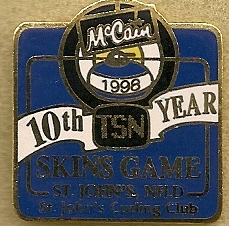 McCain
1998
10th YEAR
TSN
SKINS GAME
ST. JOHN'S, NFLD
St. John's Curling Club